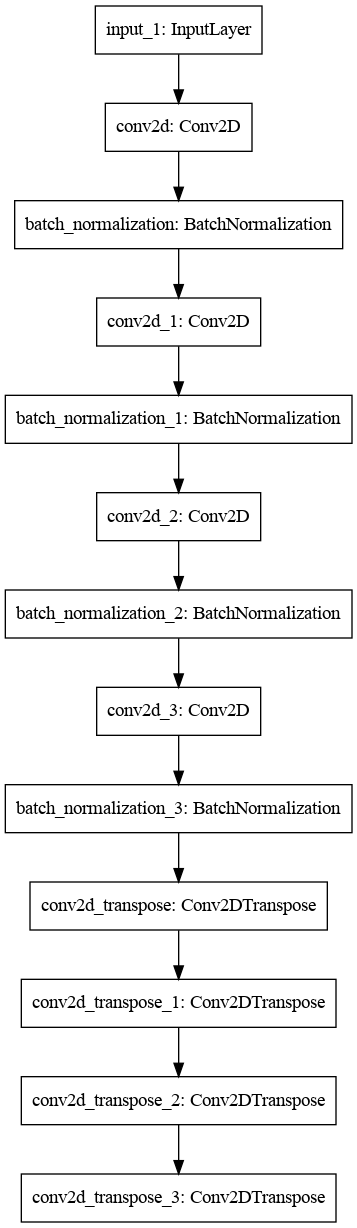 input_1: InputLayer
conv2d: Conv2D
batch_normalization: BatchNormalization
conv2d_1: Conv2D
batch_normalization_1: BatchNormalization
conv2d_2: Conv2D
batch_normalization_2: BatchNormalization
conv2d_3: Conv2D
batch_normalization_3: BatchNormalization
conv2d_transpose: Conv2DTranspose
conv2d_transpose_1: Conv2DTranspose
conv2d_transpose_2: Conv2DTranspose
conv2d_transpose_3: Conv2DTranspose